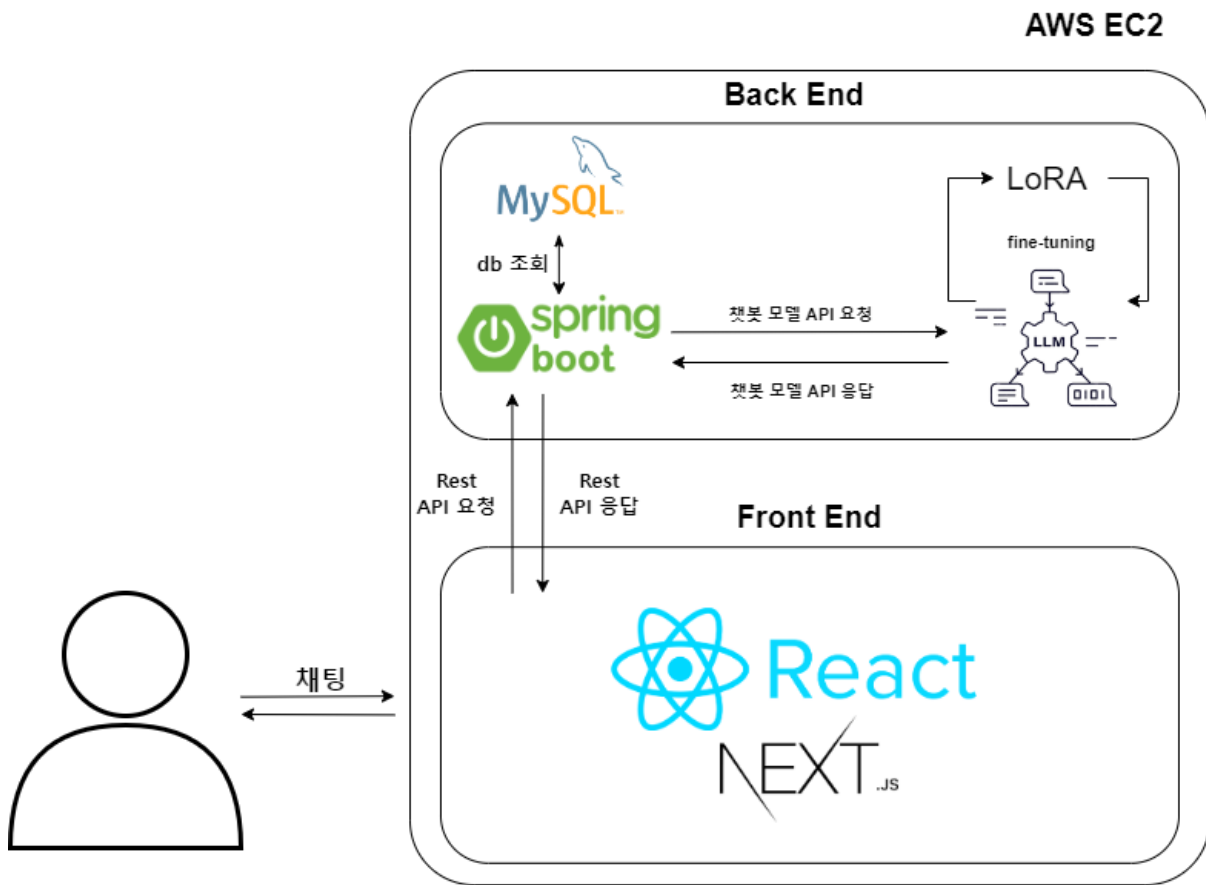 AWS EC2
Back End
MySQL™
LoRA
fine-tuning
db 조회
spring
boot
챗봇 모델 API 요청
LLM
챗봇 모델 API 응답
0101
Rest
API 요청
Rest
API 응답
Front End
채팅
React
NEXT.JS